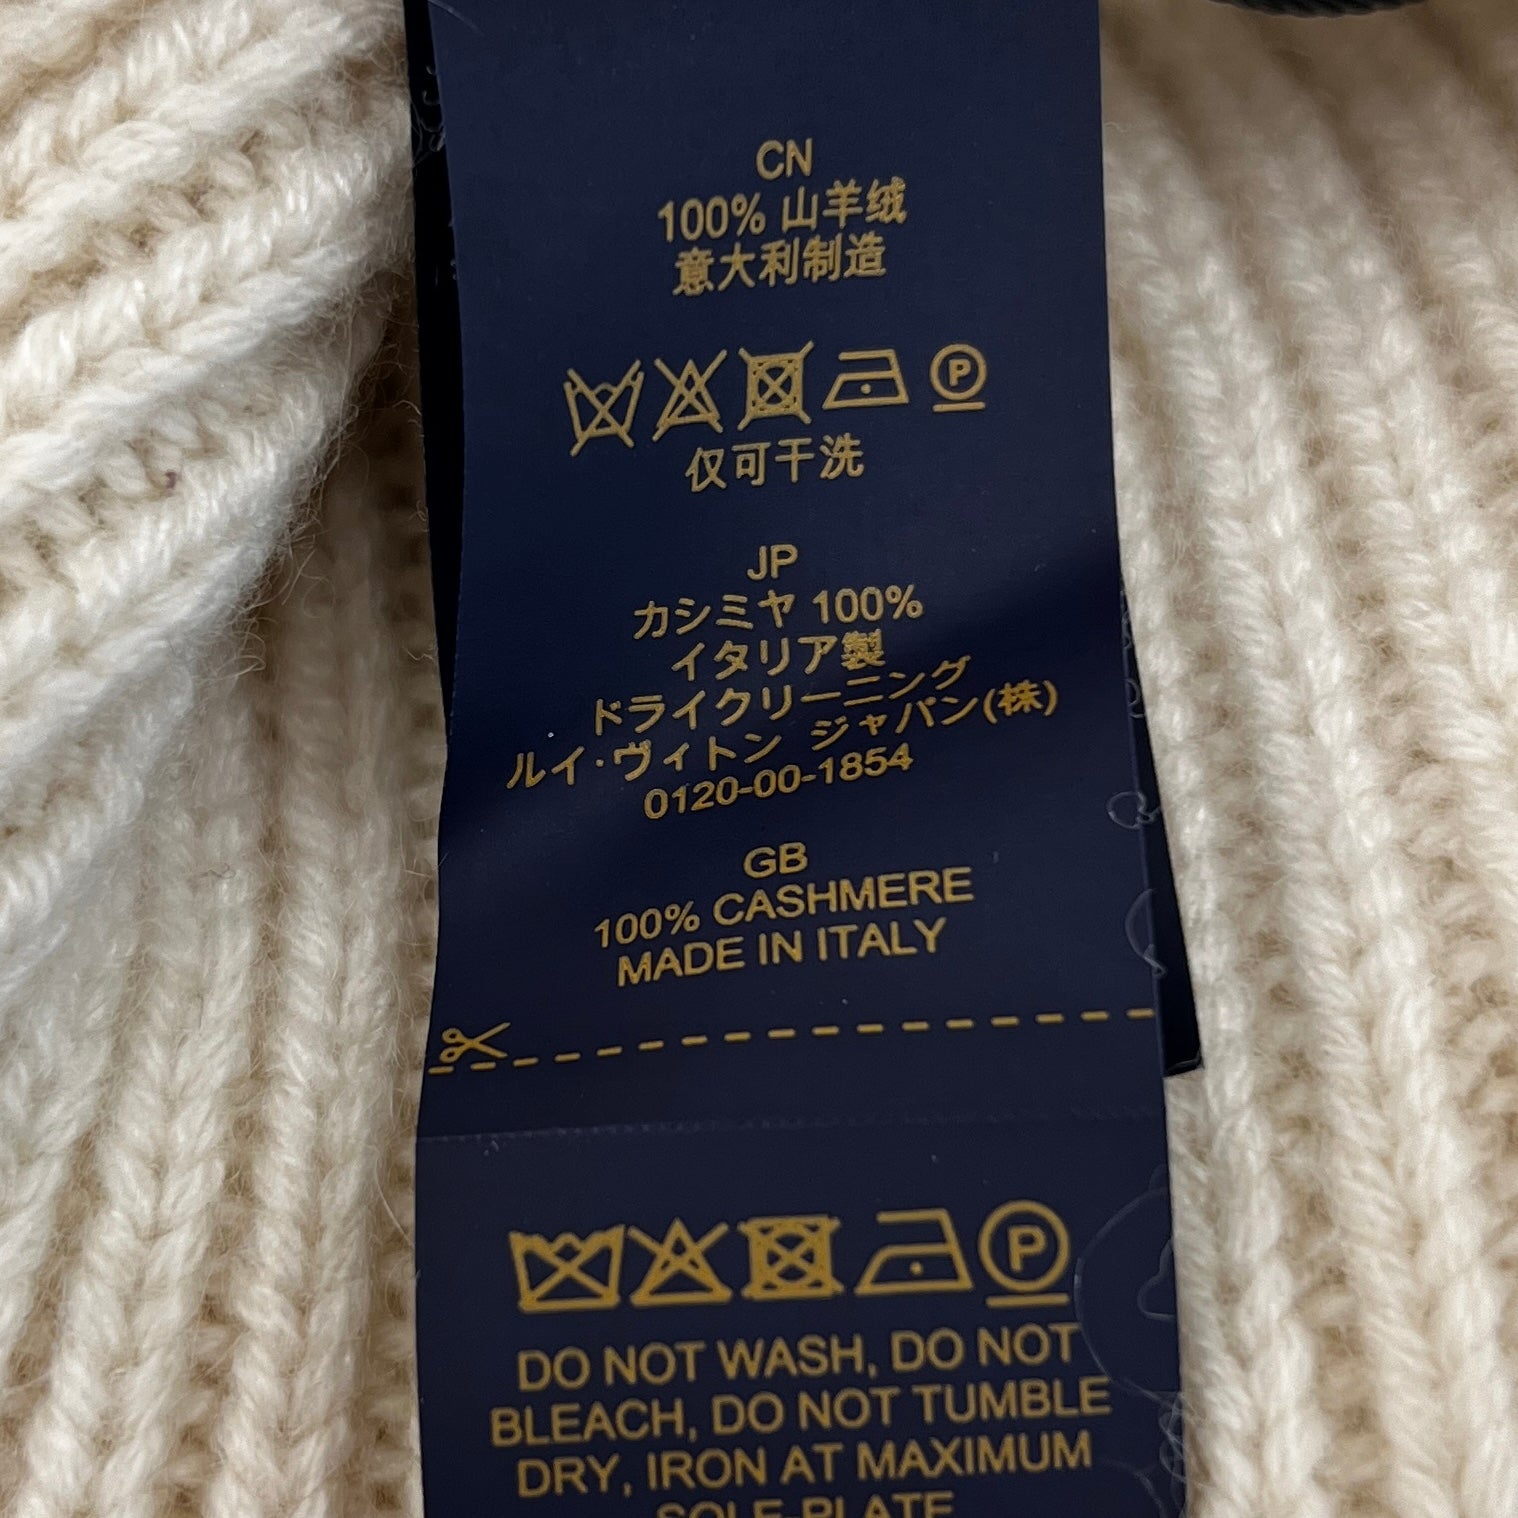 CN
100% 山羊绒
意大利制造
P
仅可干洗
JP
カシミヤ 100%
イタリア製
ドライクリーニング
ルイ·ヴィトン ジャパン(株)
0120-00-1854
GB
100% CASHMERE
MADE IN ITALY
P
DO NOT WASH, DO NOT
BLEACH, DO NOT TUMBLE
DRY, IRON AT MAXIMUM
SOLE-PLATE